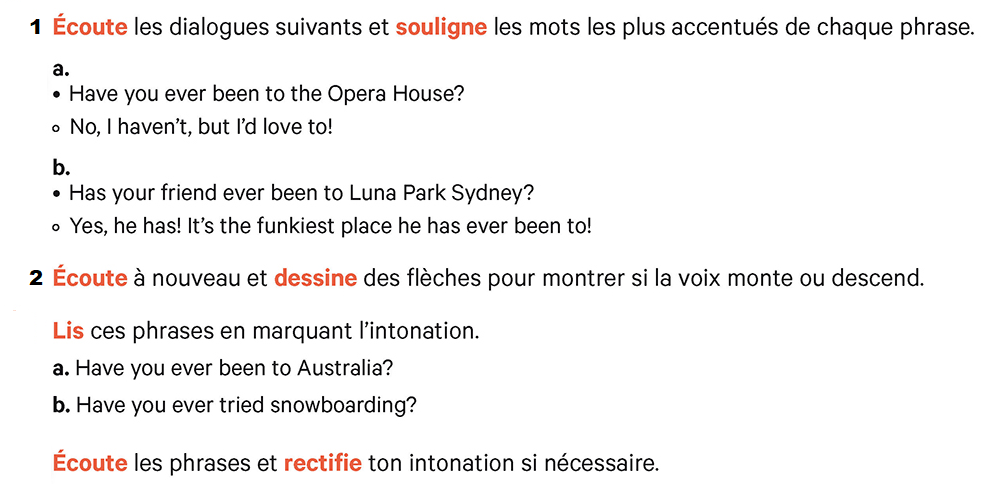 1 Écoute les dialogues suivants et souligne les mots les plus accentués de chaque phrase.
a.
• Have you ever been to the Opera House?
○ No, I haven’t, but I’d love to!
b.
• Has your friend ever been to Luna Park Sydney?
○ Yes, he has! It’s the funkiest place he has ever been to!
2 Écoute à nouveau et dessine des flèches pour montrer si la voix monte ou descend.
Lis ces phrases en marquant l’intonation.
a. Have you ever been to Australia?
b. Have you ever tried snowboarding?
Écoute les phrases et rectifie ton intonation si nécessaire.